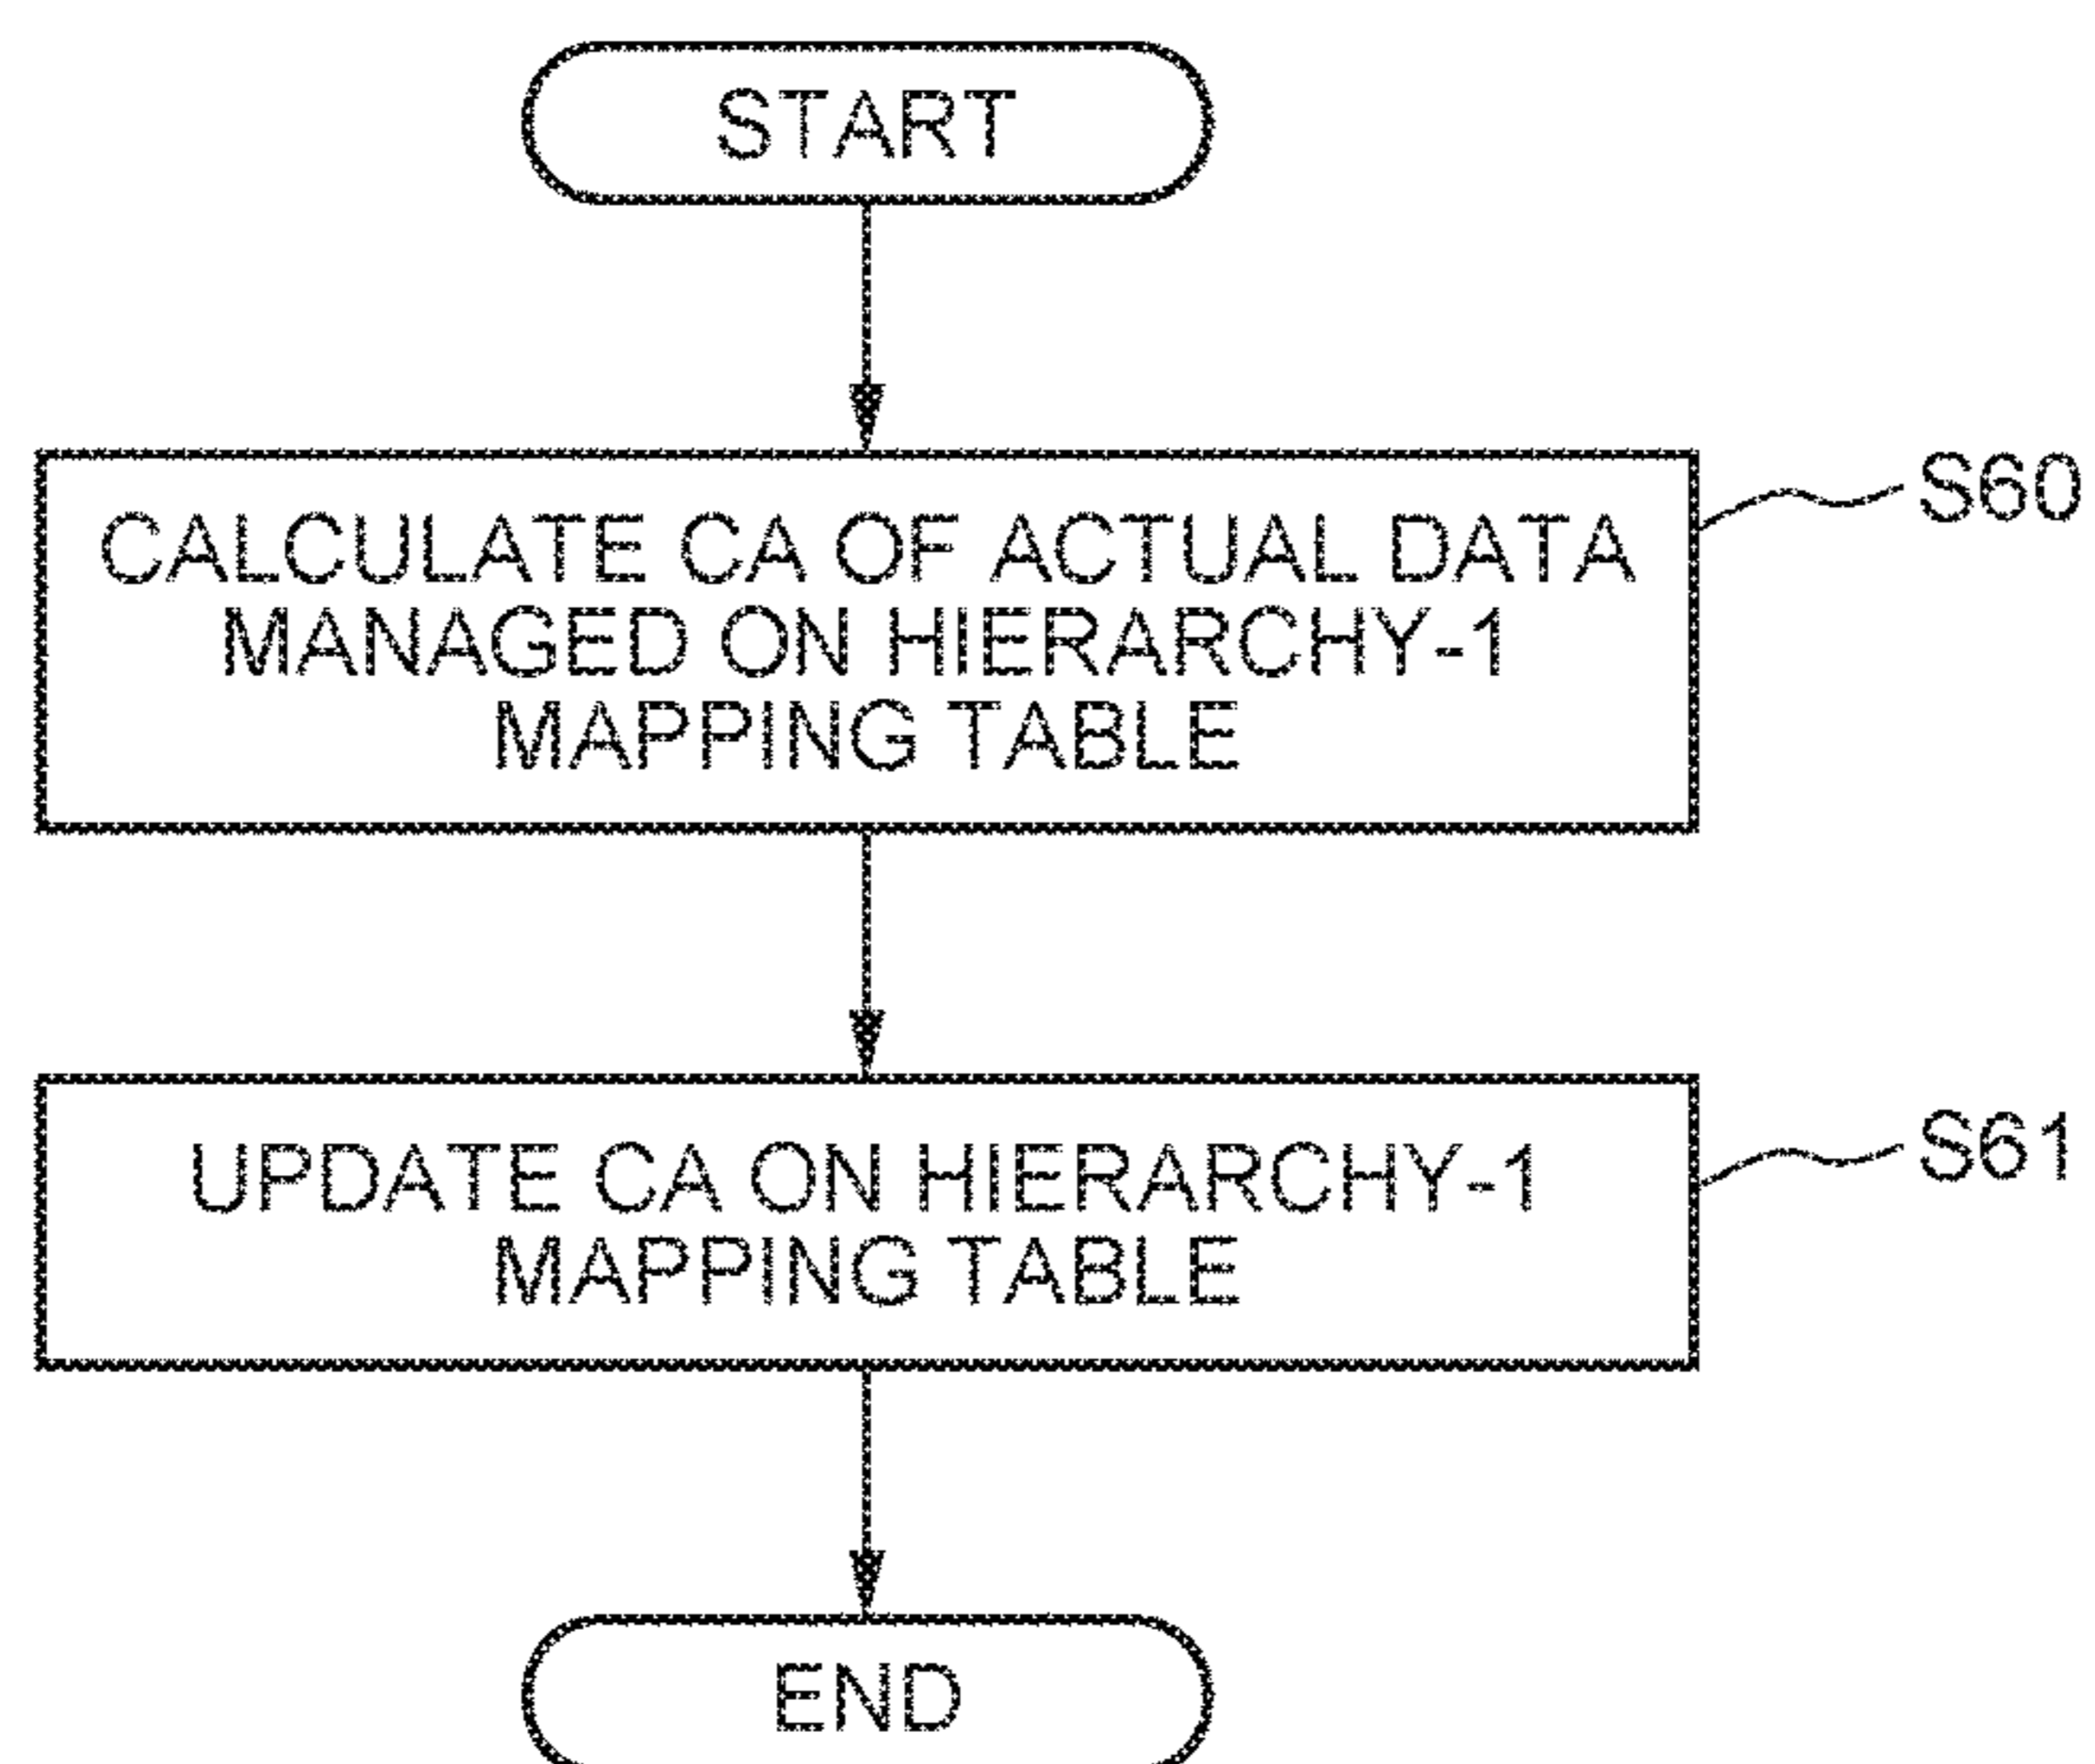 START
CALCULATE CA OF ACTUAL DATA
MANAGED ON HIERARCHY-1
MAPPING TABLE
S60
UPDATE CA ON HIERARCHY-1
MAPPING TABLE
S61
END